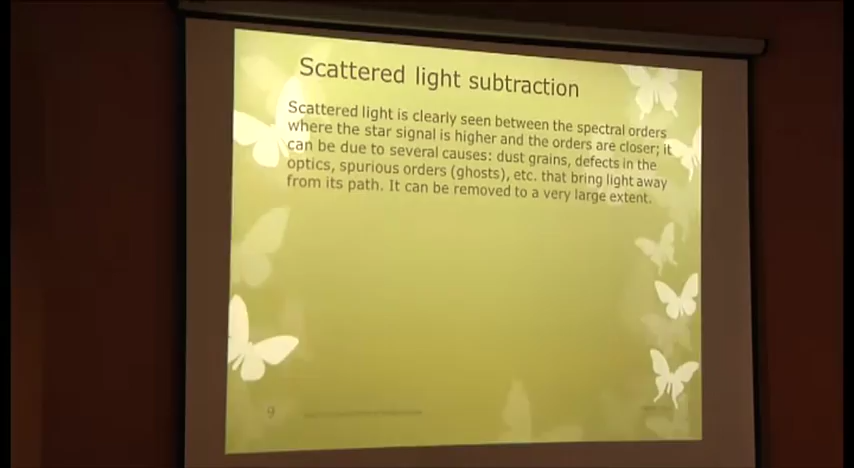 Scattered light subtraction
Scattered light is clearly seen between the spectral orders
where the star signal is higher and the orders are closer; it
can be due to several causes: dust grains, defects in the
optics, spurious orders (ghosts), etc. that bring light away
from its path. It can be removed to a very large extent.
9